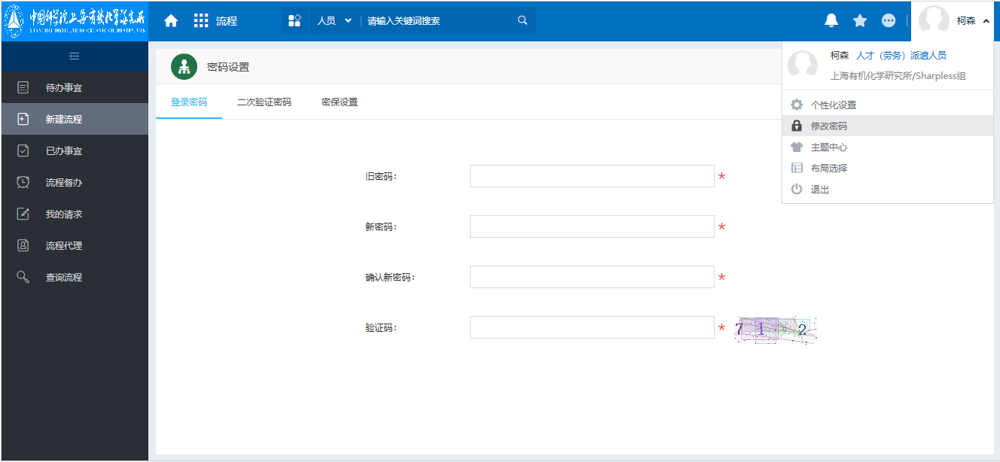 中国科学院上海有机化学研究所
SHANGHAI INSTITUTE OF ORGANIC CHEMISTRY, CAS
流程
人员
请输入关键词搜索
柯森
柯森 人才（劳务）派遣人员
上海有机化学研究所/Sharpless组
个性化设置
修改密码
主题中心
布局选择
退出
待办事宜
新建流程
已办事宜
流程督办
我的请求
流程代理
查询流程
密码设置
登录密码 二次验证密码 密保设置
旧密码： *
新密码： *
确认新密码： *
验证码： *